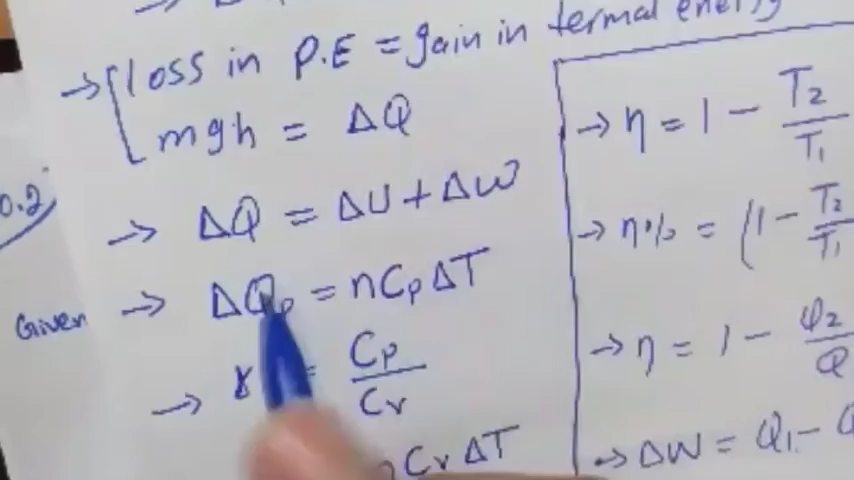 → Δ
→ loss in P.E = gain in termal energy
mgh = ΔQ
0.2
→ ΔQ = ΔU + ΔW
Given → ΔQp = nCpΔT
→ γ = Cp/Cv
nCvΔT
→ η = 1 - T2/T1
→ η% = (1 - T2/T1
→ η = 1 - Q2/Q
→ ΔW = Q1 -